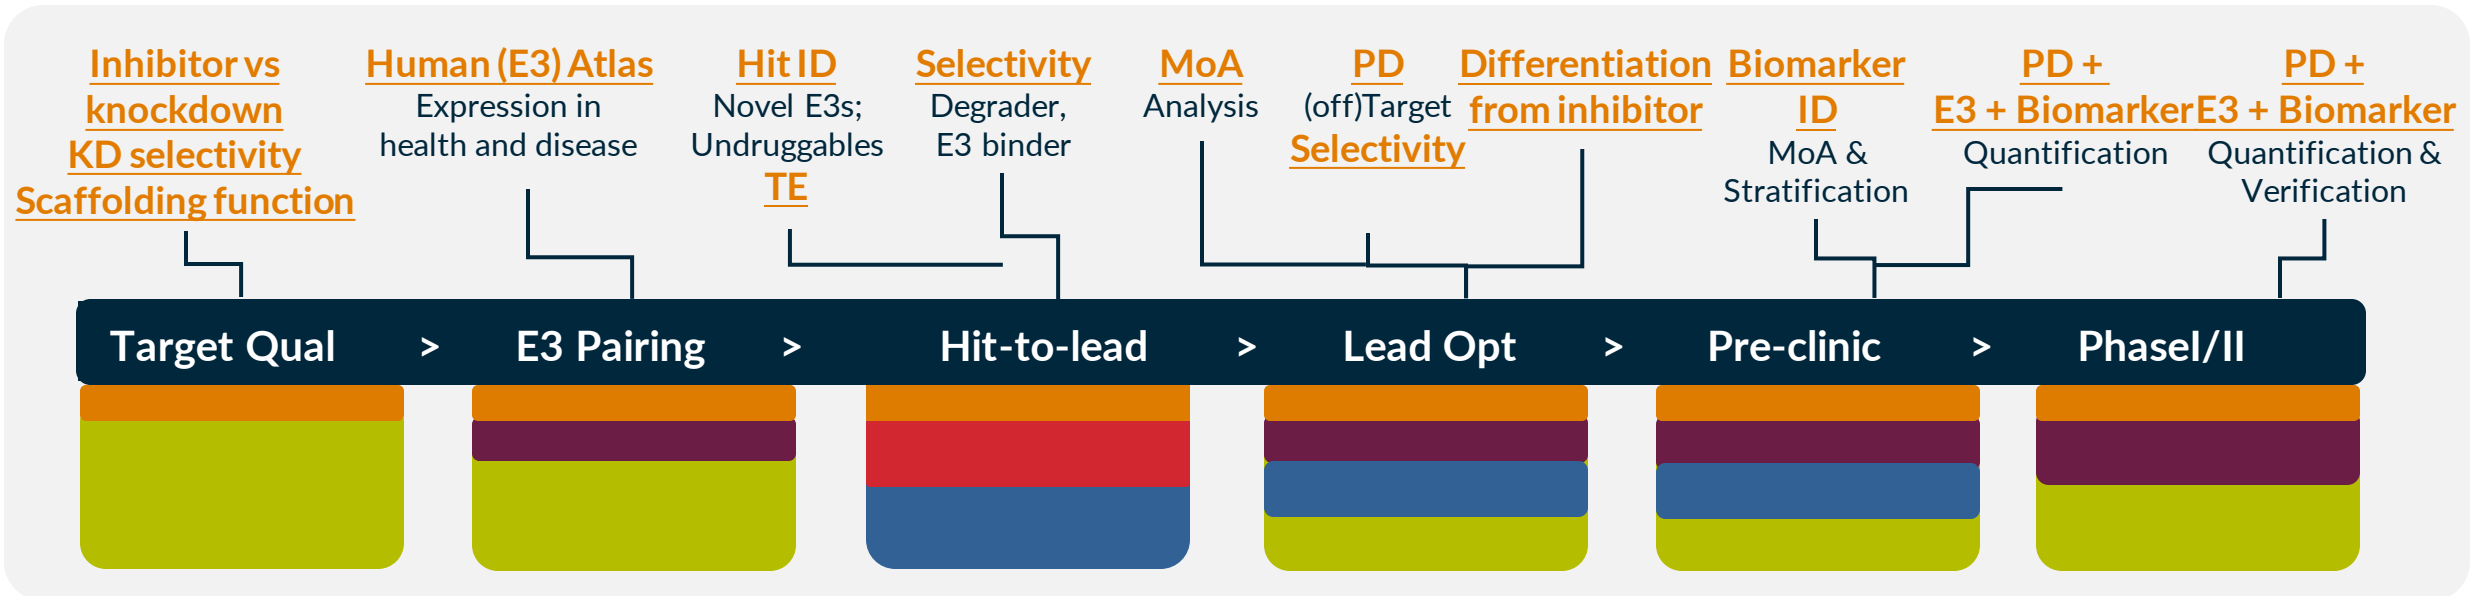 Inhibitor vs
knockdown
KD selectivity
Scaffolding function
Human (E3) Atlas
Expression in
health and disease
Hit ID
Novel E3s;
Undruggables
TE
Selectivity
Degrader,
E3 binder
MoA
Analysis
PD
(off)Target
Selectivity
Differentiation
from inhibitor
Biomarker
ID
MoA &
Stratification
PD +
E3 + Biomarker
Quantification
PD +
E3 + Biomarker
Quantification &
Verification
Target Qual > E3 Pairing > Hit-to-lead > Lead Opt > Pre-clinic > PhaseI/II